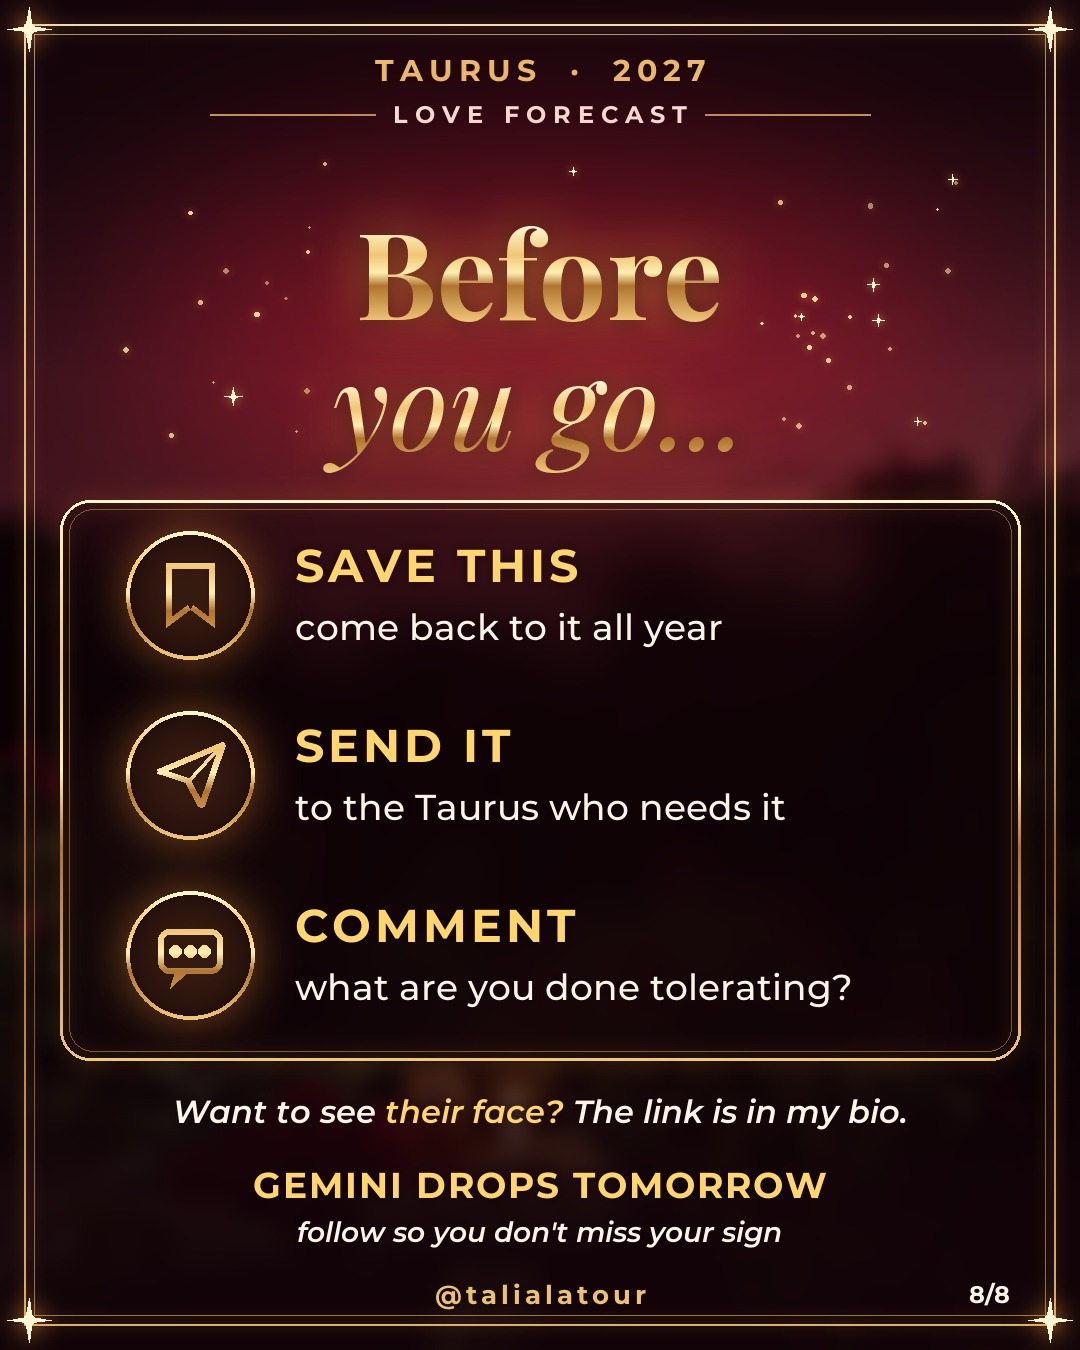 TAURUS · 2027
LOVE FORECAST
Before
you go...
SAVE THIS
come back to it all year
SEND IT
to the Taurus who needs it
COMMENT
what are you done tolerating?
Want to see their face? The link is in my bio.
GEMINI DROPS TOMORROW
follow so you don't miss your sign
@talialatour
8/8